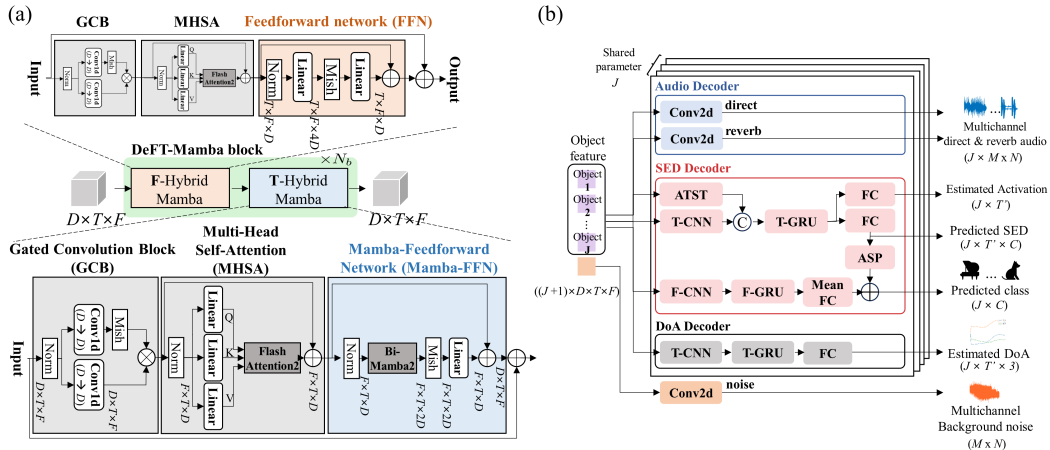 (a)
GCB
MHSA
Feedforward network (FFN)
Input
Norm
Conv1d
(D → D)
Conv1d
(D → D)
Mish
Norm
Linear
Linear
Linear
Q
K
V
Flash
Attention2
Norm
T×F×D
Linear
T×F×4D
Mish
Linear
T×F×D
Output
DeFT-Mamba block
×N_b
F-Hybrid
Mamba
T-Hybrid
Mamba
D×T×F
D×T×F
Gated Convolution Block
(GCB)
Multi-Head
Self-Attention
(MHSA)
Mamba-Feedforward
Network (Mamba-FFN)
Input
Norm
D×T×F
Conv1d
(D → D)
Mish
Conv1d
(D → D)
D×T×F
Norm
F×T×D
Linear
Linear
Linear
Q
K
V
Flash
Attention2
F×T×D
Norm
F×T×D
Bi-
Mamba2
F×T×2D
Mish
F×T×2D
Linear
F×T×D
D×T×F
(b)
Shared
parameter
J
Object
feature
Object
1
Object
2
...
Object
J
((J+1)×D×T×F)
Audio Decoder
Conv2d
direct
Conv2d
reverb
SED Decoder
ATST
T-CNN
C
T-GRU
FC
FC
ASP
F-CNN
F-GRU
Mean
FC
DoA Decoder
T-CNN
T-GRU
FC
Conv2d
noise
...
Multichannel
direct & reverb audio
(J × M x N)
Estimated Activation
(J × T')
Predicted SED
(J × T' × C)
...
Predicted class
(J × C)
Estimated DoA
(J × T' × 3)
Multichannel
Background noise
(M x N)